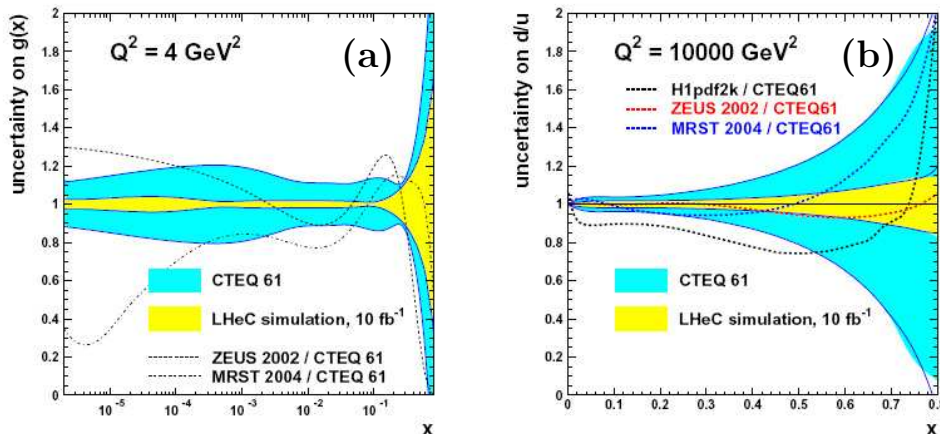 uncertainty on g(x)
Q² = 4 GeV²
(a)
2
1.8
1.6
1.4
1.2
1
0.8
0.6
0.4
0.2
0
CTEQ 61
LHeC simulation, 10 fb⁻¹
ZEUS 2002 / CTEQ 61
MRST 2004 / CTEQ 61
10⁻⁵ 10⁻⁴ 10⁻³ 10⁻² 10⁻¹
x
uncertainty on d/u
Q² = 10000 GeV²
(b)
H1pdf2k / CTEQ61
ZEUS 2002 / CTEQ61
MRST 2004 / CTEQ61
2
1.8
1.6
1.4
1.2
1
0.8
0.6
0.4
0.2
0
CTEQ 61
LHeC simulation, 10 fb⁻¹
0 0.1 0.2 0.3 0.4 0.5 0.6 0.7 0.8
x